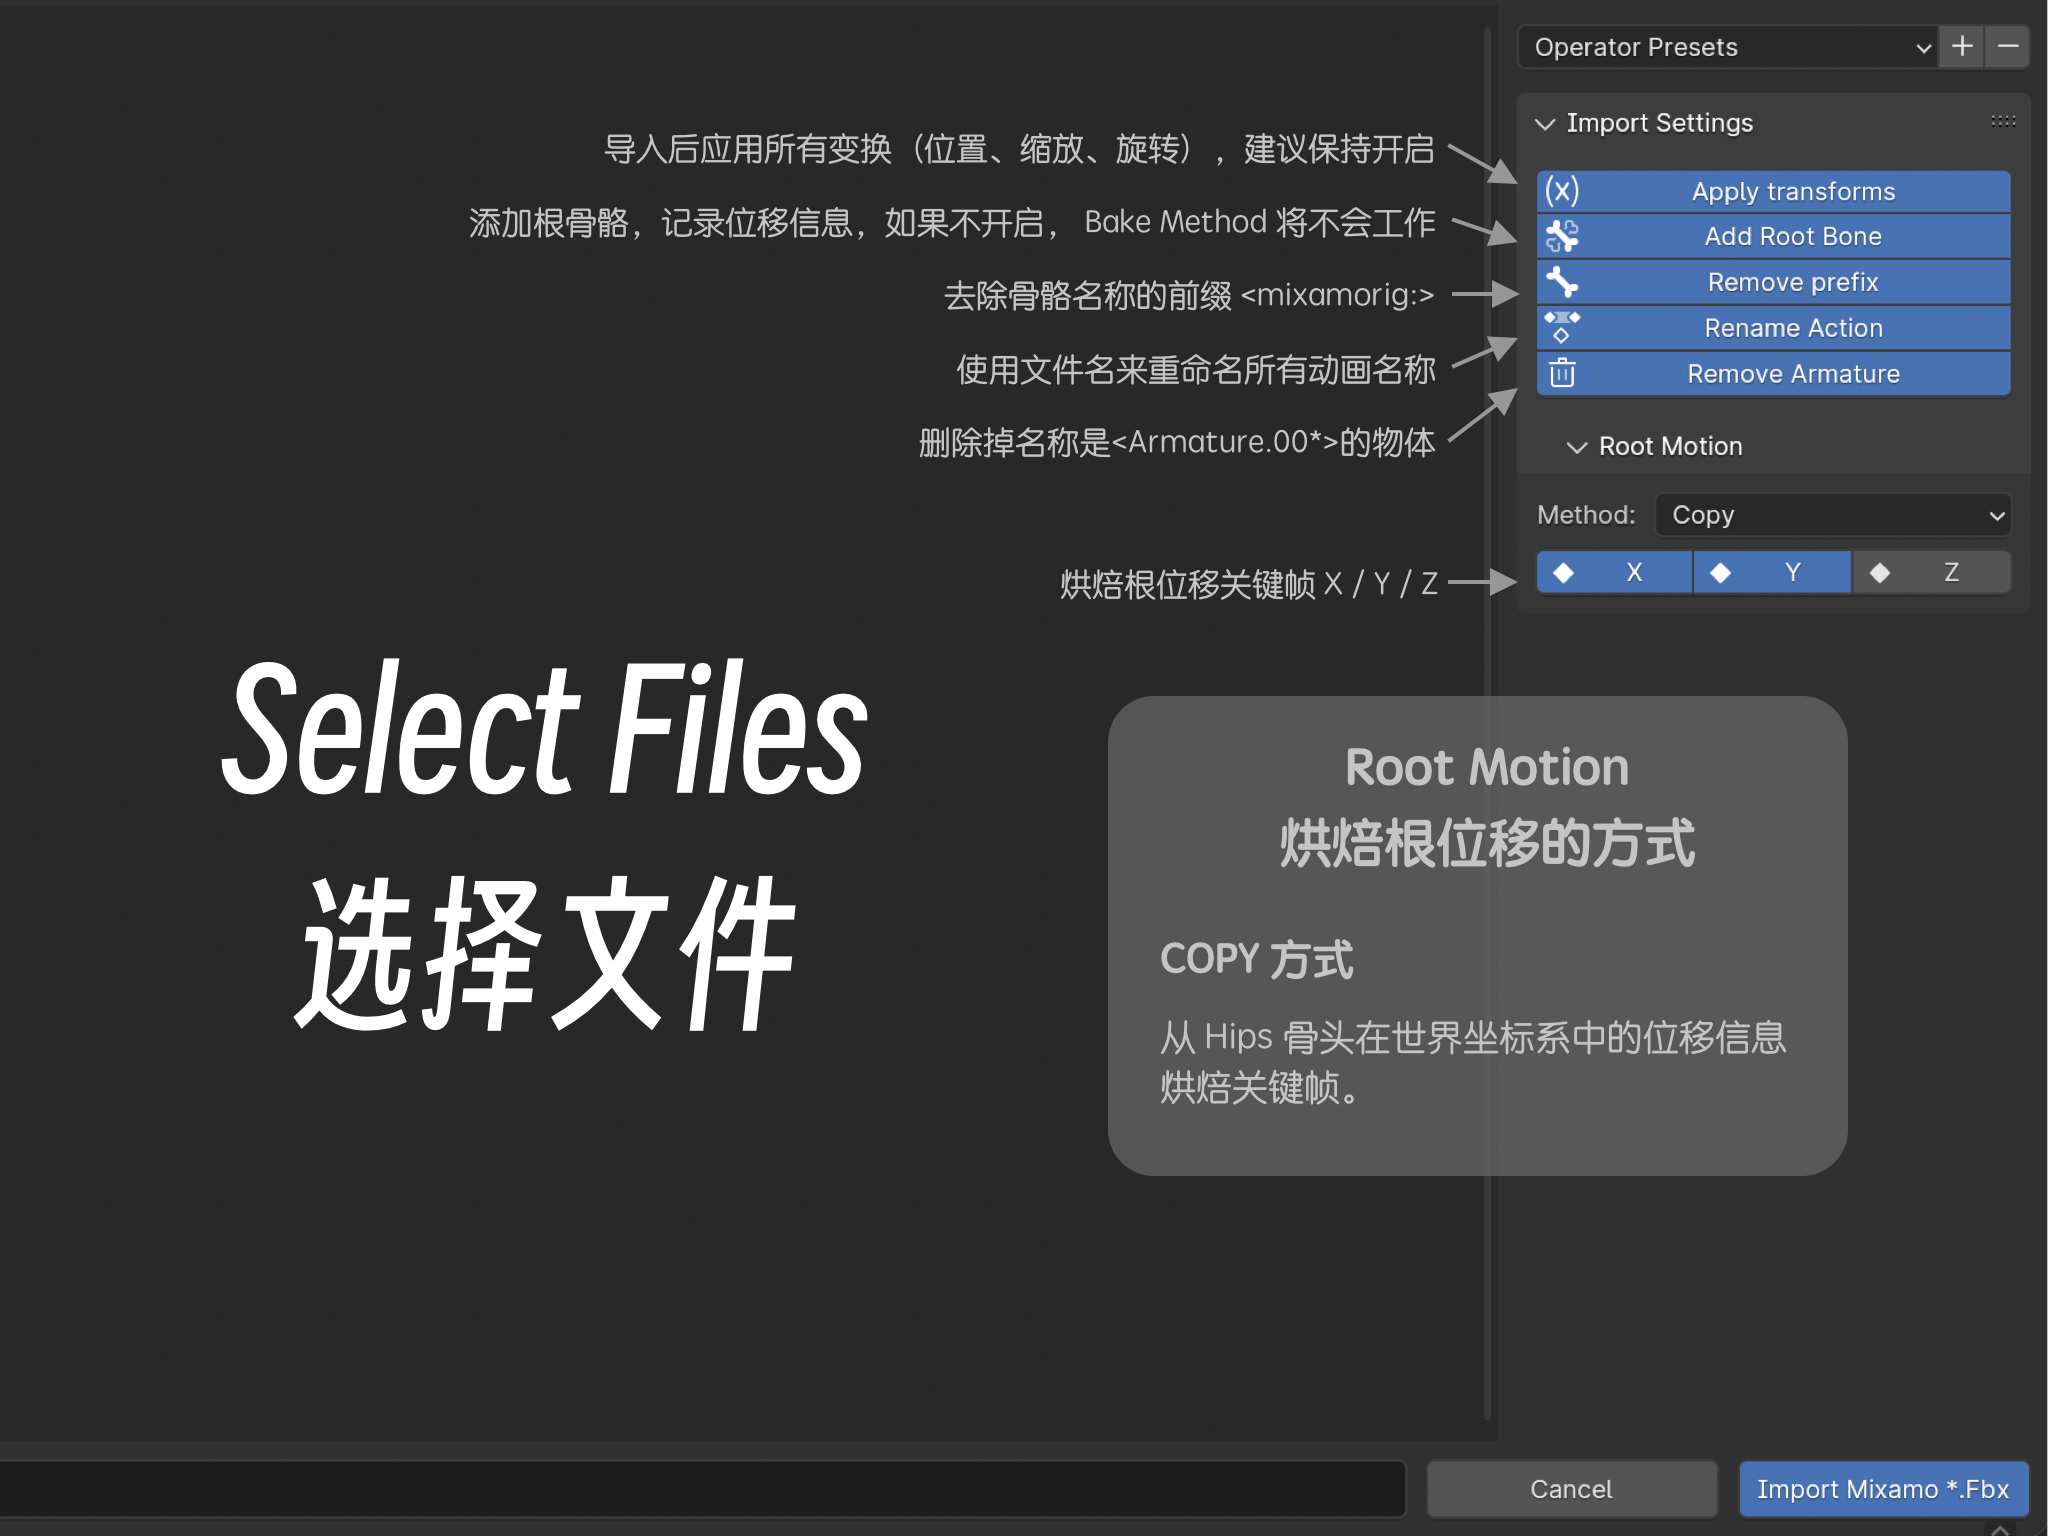 Operator Presets
Import Settings
导入后应用所有变换（位置、缩放、旋转），建议保持开启
Apply transforms
添加根骨骼，记录位移信息，如果不开启， Bake Method 将不会工作
Add Root Bone
去除骨骼名称的前缀 <mixamorig:>
Remove prefix
使用文件名来重命名所有动画名称
Rename Action
删除掉名称是<Armature.00*>的物体
Remove Armature
Root Motion
Method: Copy
烘焙根位移关键帧 X / Y / Z
X Y Z
Select Files
选择文件
Root Motion
烘焙根位移的方式
COPY 方式
从 Hips 骨头在世界坐标系中的位移信息
烘焙关键帧。
Cancel
Import Mixamo *.Fbx